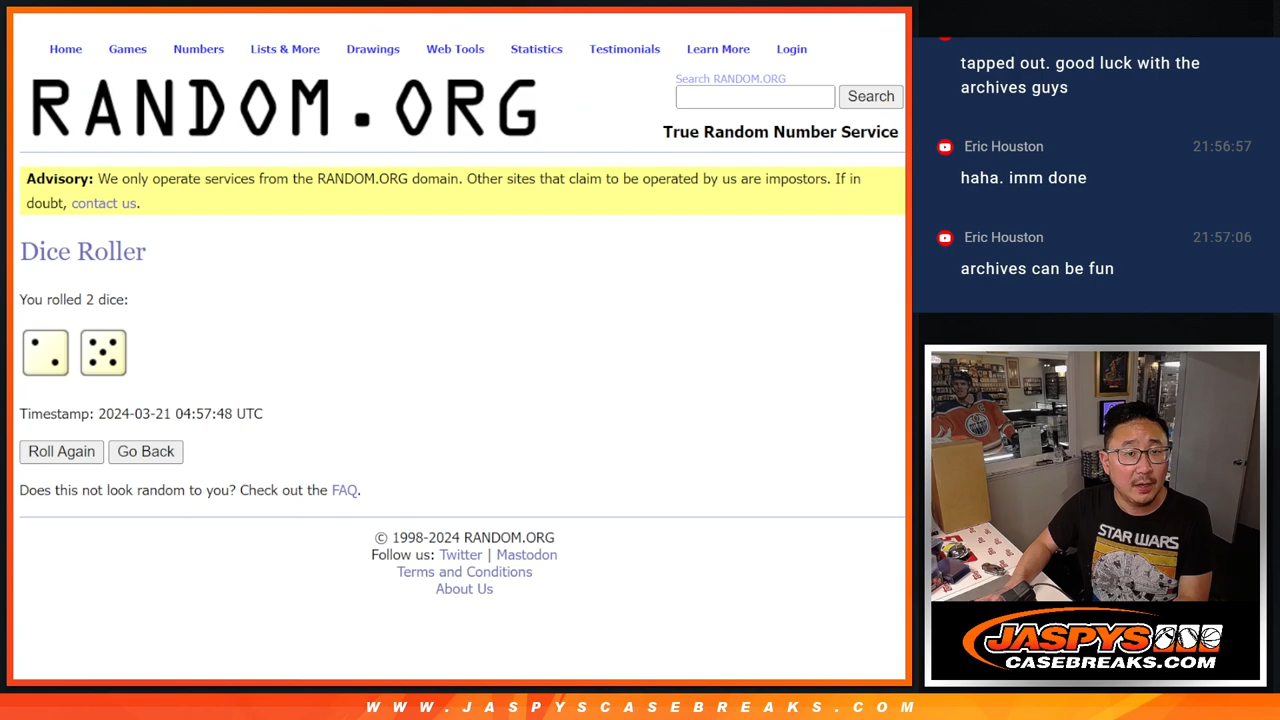 Home Games Numbers Lists & More Drawings Web Tools Statistics Testimonials Learn More Login
RANDOM.ORG
Search RANDOM.ORG
Search
True Random Number Service
Advisory: We only operate services from the RANDOM.ORG domain. Other sites that claim to be operated by us are impostors. If in
doubt, contact us.
Dice Roller
You rolled 2 dice:
Timestamp: 2024-03-21 04:57:48 UTC
Roll Again Go Back
Does this not look random to you? Check out the FAQ.
© 1998-2024 RANDOM.ORG
Follow us: Twitter | Mastodon
Terms and Conditions
About Us
tapped out. good luck with the
archives guys
Eric Houston 21:56:57
haha. imm done
Eric Houston 21:57:06
archives can be fun
STAR WARS
JASPYS
CASEBREAKS.COM
WWW.JASPYSCASEBREAKS.COM